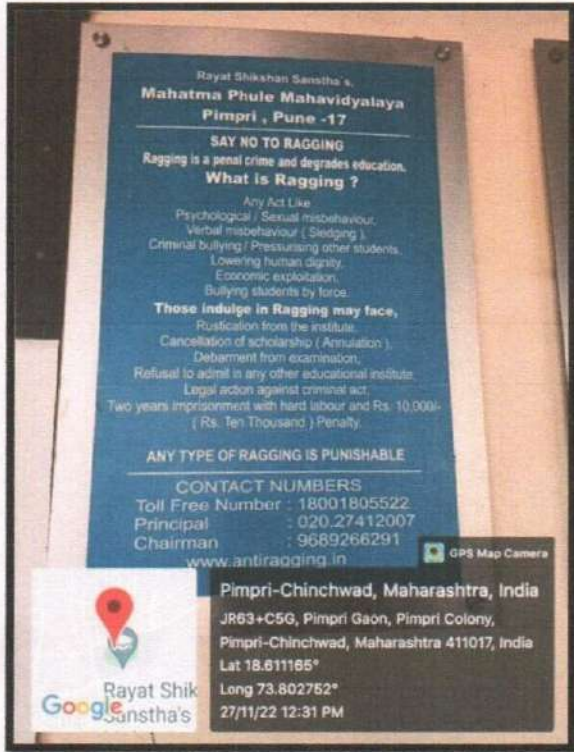 Rayat Shikshan Sanstha's,
Mahatma Phule Mahavidyalaya
Pimpri , Pune -17
SAY NO TO RAGGING
Ragging is a penal crime and degrades education.
What is Ragging ?
Any Act Like
Psychological / Sexual misbehaviour,
Verbal misbehaviour ( Sledging ),
Criminal bullying / Pressurising other students,
Lowering human dignity,
Economic exploitation,
Bullying students by force.
Those indulge in Ragging may face,
Rustication from the institute,
Cancellation of scholarship ( Annulation ),
Debarment from examination,
Refusal to admit in any other educational institute,
Legal action against criminal act,
Two years imprisonment with hard labour and Rs. 10,000/-
( Rs. Ten Thousand ) Penalty.
ANY TYPE OF RAGGING IS PUNISHABLE
CONTACT NUMBERS
Toll Free Number : 18001805522
Principal : 020.27412007
Chairman : 9689266291
www.antiragging.in
GPS Map Camera
Pimpri-Chinchwad, Maharashtra, India
JR63+C5G, Pimpri Gaon, Pimpri Colony,
Pimpri-Chinchwad, Maharashtra 411017, India
Lat 18.611165°
Long 73.802752°
27/11/22 12:31 PM
Rayat Shik
Sanstha's
Google